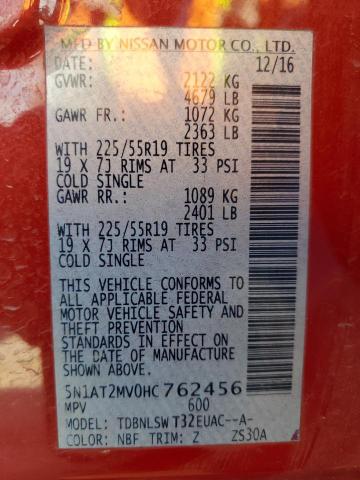 MFD BY NISSAN MOTOR CO., LTD.
DATE: 12/16
GVWR: 2122 KG
4679 LB
GAWR FR.: 1072 KG
2363 LB
WITH 225/55R19 TIRES
19 X 7J RIMS AT 33 PSI
COLD SINGLE
GAWR RR.: 1089 KG
2401 LB
WITH 225/55R19 TIRES
19 X 7J RIMS AT 33 PSI
COLD SINGLE
THIS VEHICLE CONFORMS TO
ALL APPLICABLE FEDERAL
MOTOR VEHICLE SAFETY AND
THEFT PREVENTION
STANDARDS IN EFFECT ON
THE DATE OF MANUFACTURE
SHOWN ABOVE.
5N1AT2MV0HC762456
MPV 600
MODEL: TDBNLSW T32EUAC--A-
COLOR: NBF TRIM: Z ZS30A